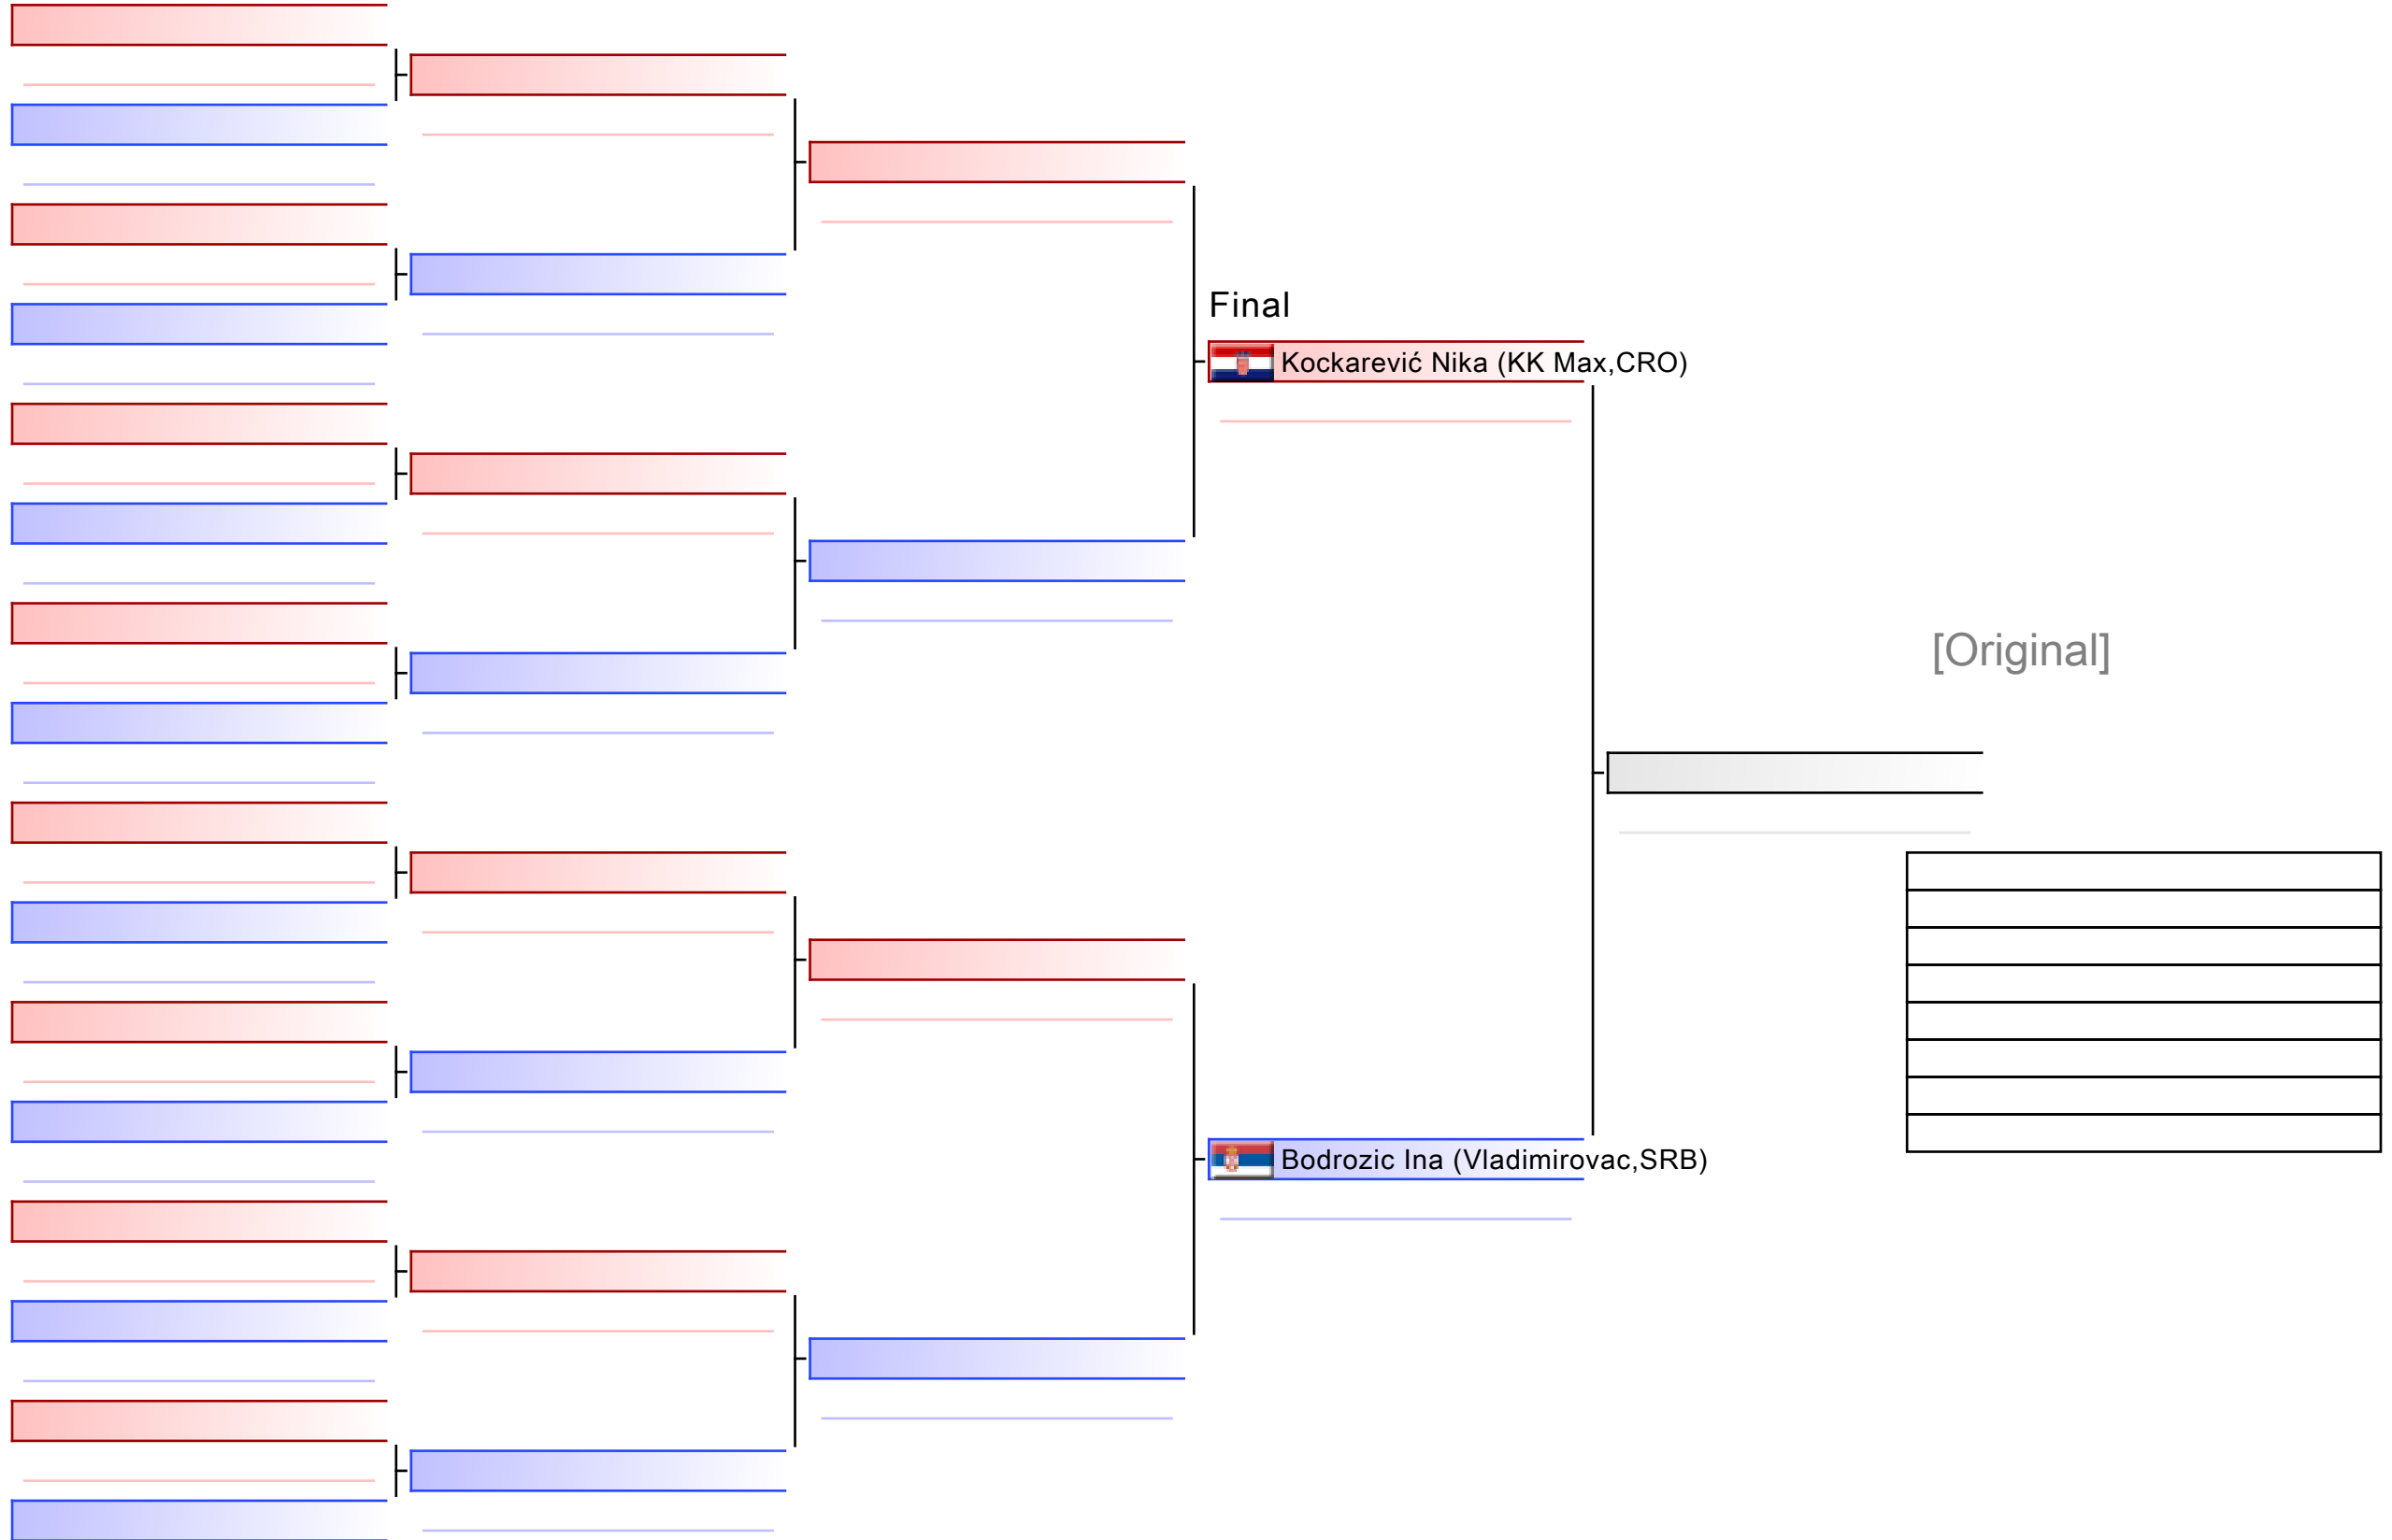 Final
Kockarević Nika (KK Max,CRO)
[Original]
Bodrozic Ina (Vladimirovac,SRB)